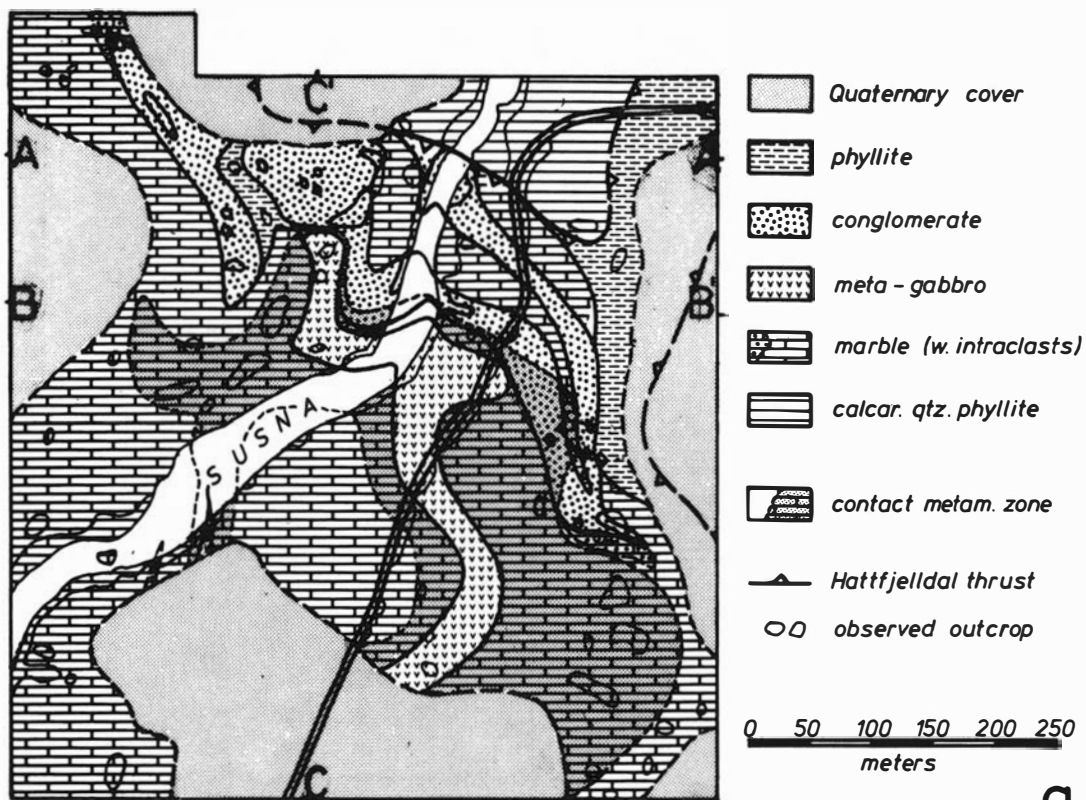 C
A
A'
B
B'
SUSNA
C
Quaternary cover
phyllite
conglomerate
meta-gabbro
marble (w. intraclasts)
calcar. qtz. phyllite
contact metam. zone
Hattfjelldal thrust
observed outcrop
0 50 100 150 200 250
meters